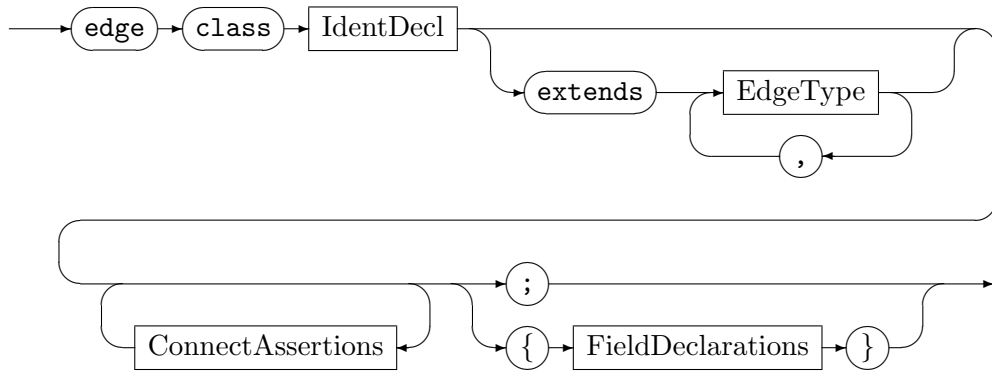 edge class IdentDecl
extends EdgeType
,
;
ConnectAssertions { FieldDeclarations }